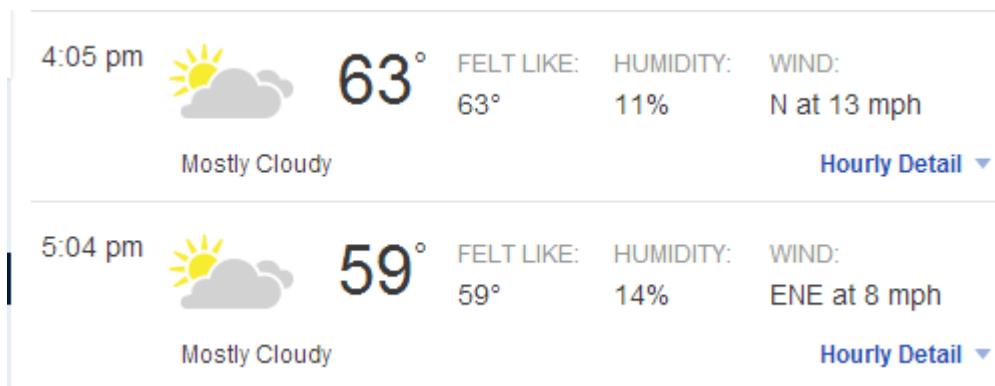 4:05 pm 63° FELT LIKE: HUMIDITY: WIND:
63° 11% N at 13 mph
Mostly Cloudy Hourly Detail
5:04 pm 59° FELT LIKE: HUMIDITY: WIND:
59° 14% ENE at 8 mph
Mostly Cloudy Hourly Detail